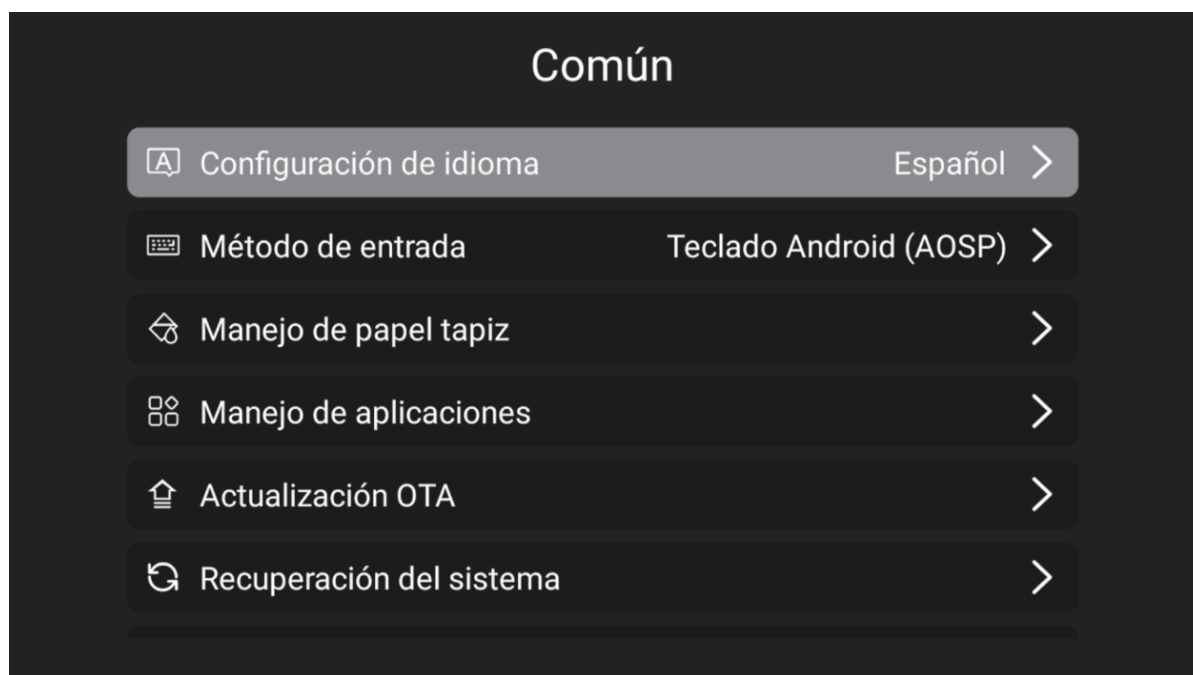 Común
Configuración de idioma Español
Método de entrada Teclado Android (AOSP)
Manejo de papel tapiz
Manejo de aplicaciones
Actualización OTA
Recuperación del sistema